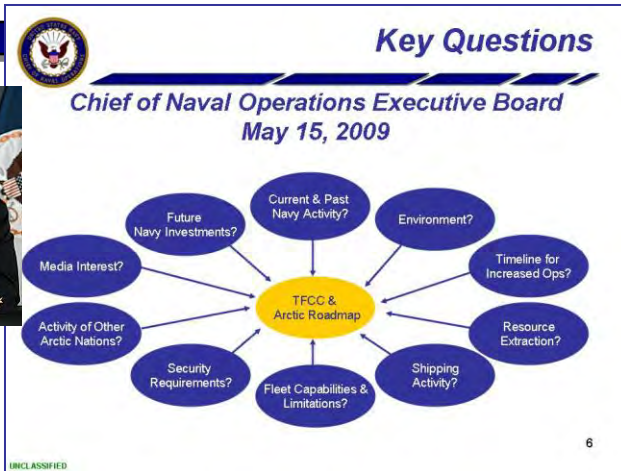 Key Questions
Chief of Naval Operations Executive Board
May 15, 2009
Current & Past
Navy Activity?
Future
Navy Investments?
Environment?
Media Interest?
Timeline for
Increased Ops?
TFCC &
Arctic Roadmap
Activity of Other
Arctic Nations?
Resource
Extraction?
Security
Requirements?
Shipping
Activity?
Fleet Capabilities &
Limitations?
6
UNCLASSIFIED